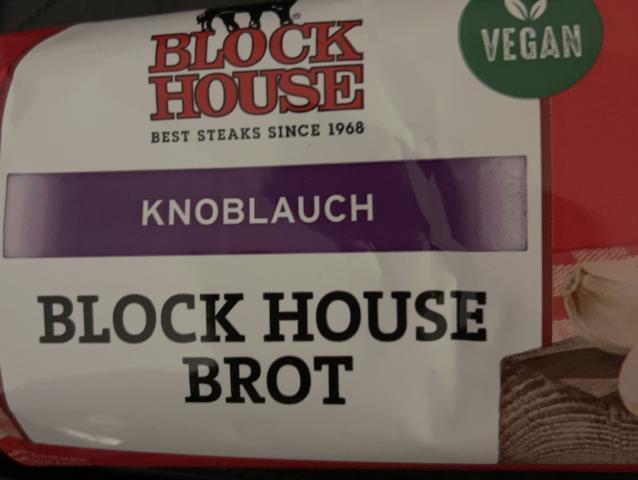 BLOCK
HOUSE
BEST STEAKS SINCE 1968
VEGAN
KNOBLAUCH
BLOCK HOUSE
BROT